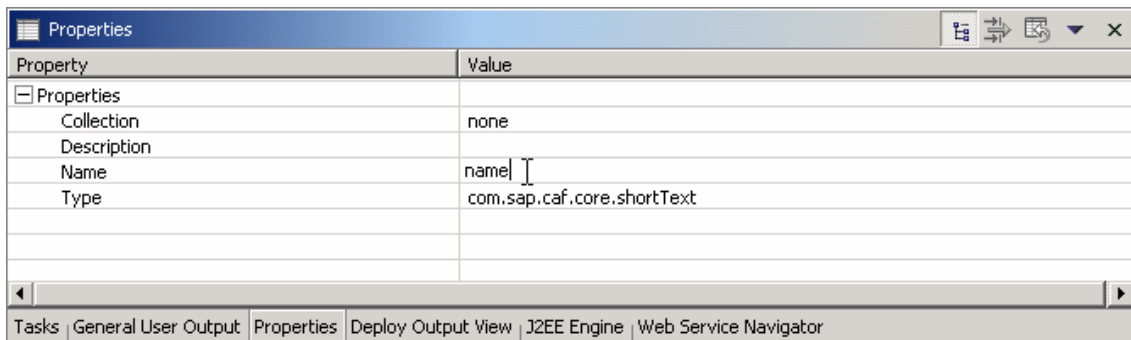 Properties
Property Value
Properties
Collection none
Description
Name name
Type com.sap.caf.core.shortText
Tasks General User Output Properties Deploy Output View J2EE Engine Web Service Navigator